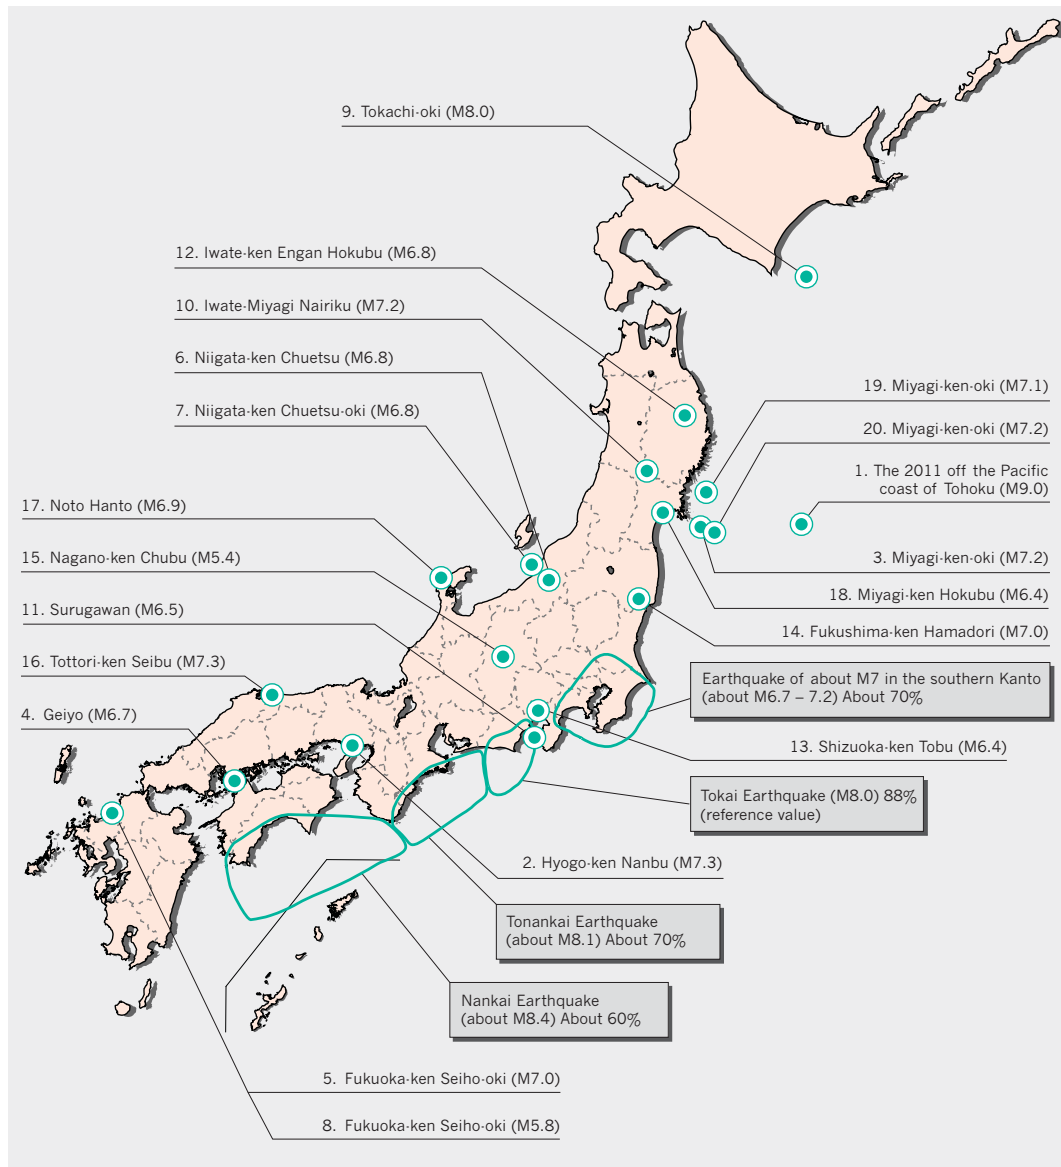 9. Tokachi-oki (M8.0)
12. Iwate-ken Engan Hokubu (M6.8)
10. Iwate-Miyagi Nairiku (M7.2)
6. Niigata-ken Chuetsu (M6.8)
7. Niigata-ken Chuetsu-oki (M6.8)
19. Miyagi-ken-oki (M7.1)
20. Miyagi-ken-oki (M7.2)
1. The 2011 off the Pacific
coast of Tohoku (M9.0)
17. Noto Hanto (M6.9)
15. Nagano-ken Chubu (M5.4)
3. Miyagi-ken-oki (M7.2)
18. Miyagi-ken Hokubu (M6.4)
11. Surugawan (M6.5)
14. Fukushima-ken Hamadori (M7.0)
16. Tottori-ken Seibu (M7.3)
Earthquake of about M7 in the southern Kanto
(about M6.7 – 7.2) About 70%
4. Geiyo (M6.7)
13. Shizuoka-ken Tobu (M6.4)
Tokai Earthquake (M8.0) 88%
(reference value)
2. Hyogo-ken Nanbu (M7.3)
Tonankai Earthquake
(about M8.1) About 70%
Nankai Earthquake
(about M8.4) About 60%
5. Fukuoka-ken Seiho-oki (M7.0)
8. Fukuoka-ken Seiho-oki (M5.8)